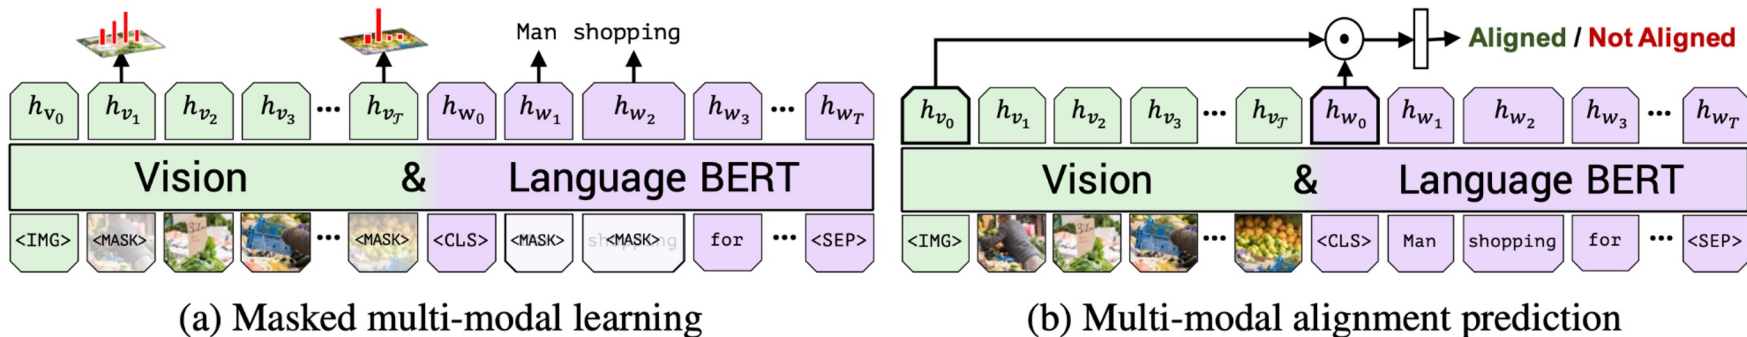 Man shopping
Aligned / Not Aligned
h_{v_0} h_{v_1} h_{v_2} h_{v_3} ... h_{v_𝒯} h_{w_0} h_{w_1} h_{w_2} h_{w_3} ... h_{w_T}
h_{v_0} h_{v_1} h_{v_2} h_{v_3} ... h_{v_𝒯} h_{w_0} h_{w_1} h_{w_2} h_{w_3} ... h_{w_T}
Vision & Language BERT
Vision & Language BERT
<IMG> <MASK> ... <MASK> <CLS> <MASK> shopping <MASK> for ... <SEP>
<IMG> ... <CLS> Man shopping for ... <SEP>
(a) Masked multi-modal learning
(b) Multi-modal alignment prediction